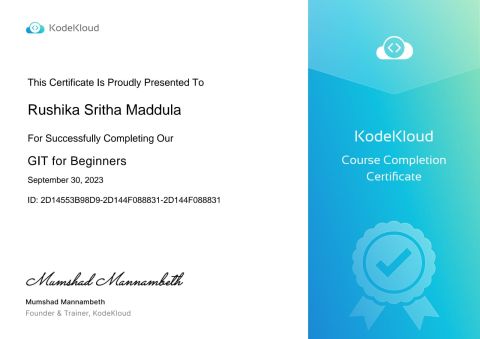 KodeKloud
This Certificate Is Proudly Presented To
Rushika Sritha Maddula
For Successfully Completing Our
GIT for Beginners
September 30, 2023
ID: 2D14553B98D9-2D144F088831-2D144F088831
Mumshad Mannambeth
Mumshad Mannambeth
Founder & Trainer, KodeKloud
KodeKloud
Course Completion
Certificate